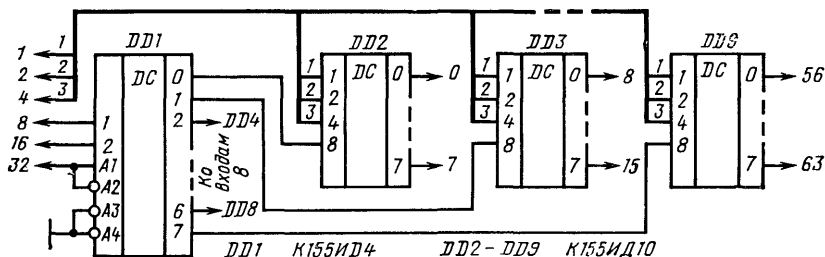 1 1 DD1 DD2 DD3 DD9
2 2
4 3
8
16
32
DC 0 1 2 6 7
1 2 A1 A2 A3 A4
DD4
Ко входам 8
DD8
1 2 3
1 2 4 8 DC 0 7
0
7
1 2 3
1 2 4 8 DC 0 7
8
15
1 2 3
1 2 4 8 DC 0 7
56
63
DD1 К155ИD4 DD2-DD9 К155ИД10